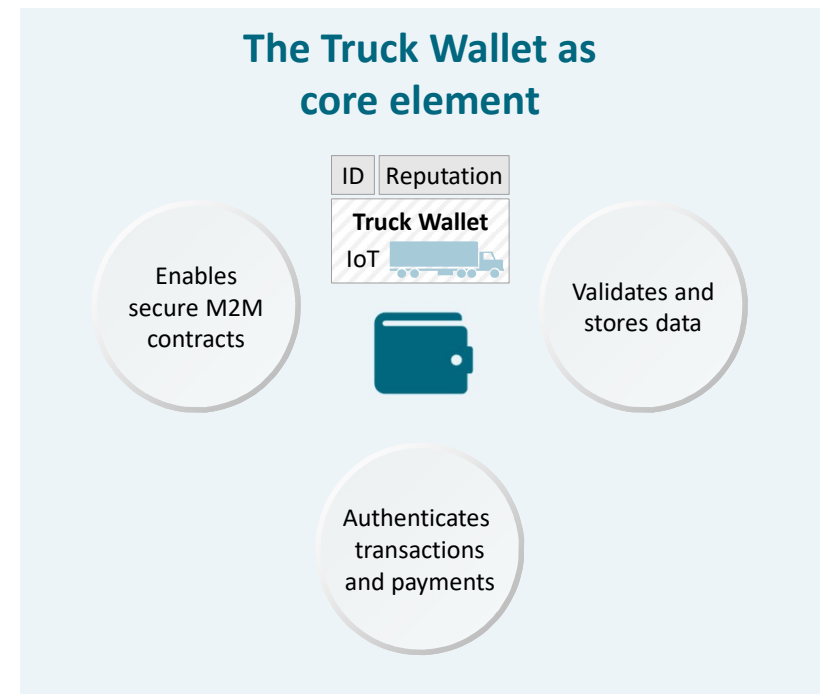 The Truck Wallet as
core element
ID Reputation
Truck Wallet
IoT
Enables
secure M2M
contracts
Validates and
stores data
Authenticates
transactions
and payments